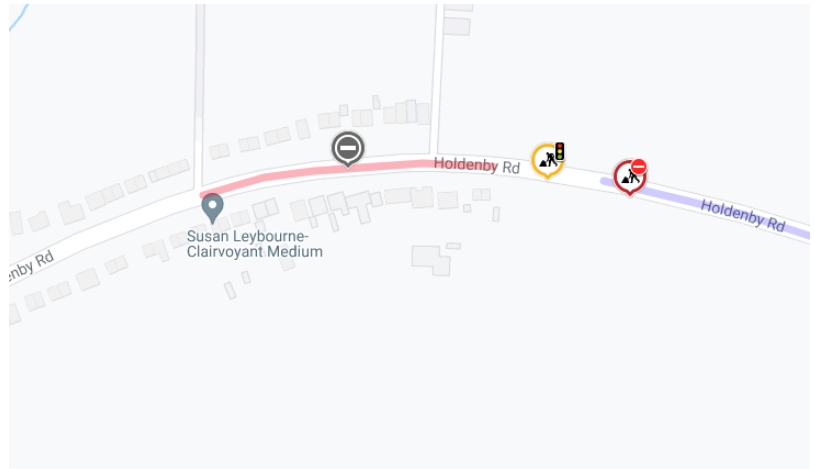 Holdenby Rd
Holdenby Rd
Susan Leybourne-
Clairvoyant Medium
enby Rd